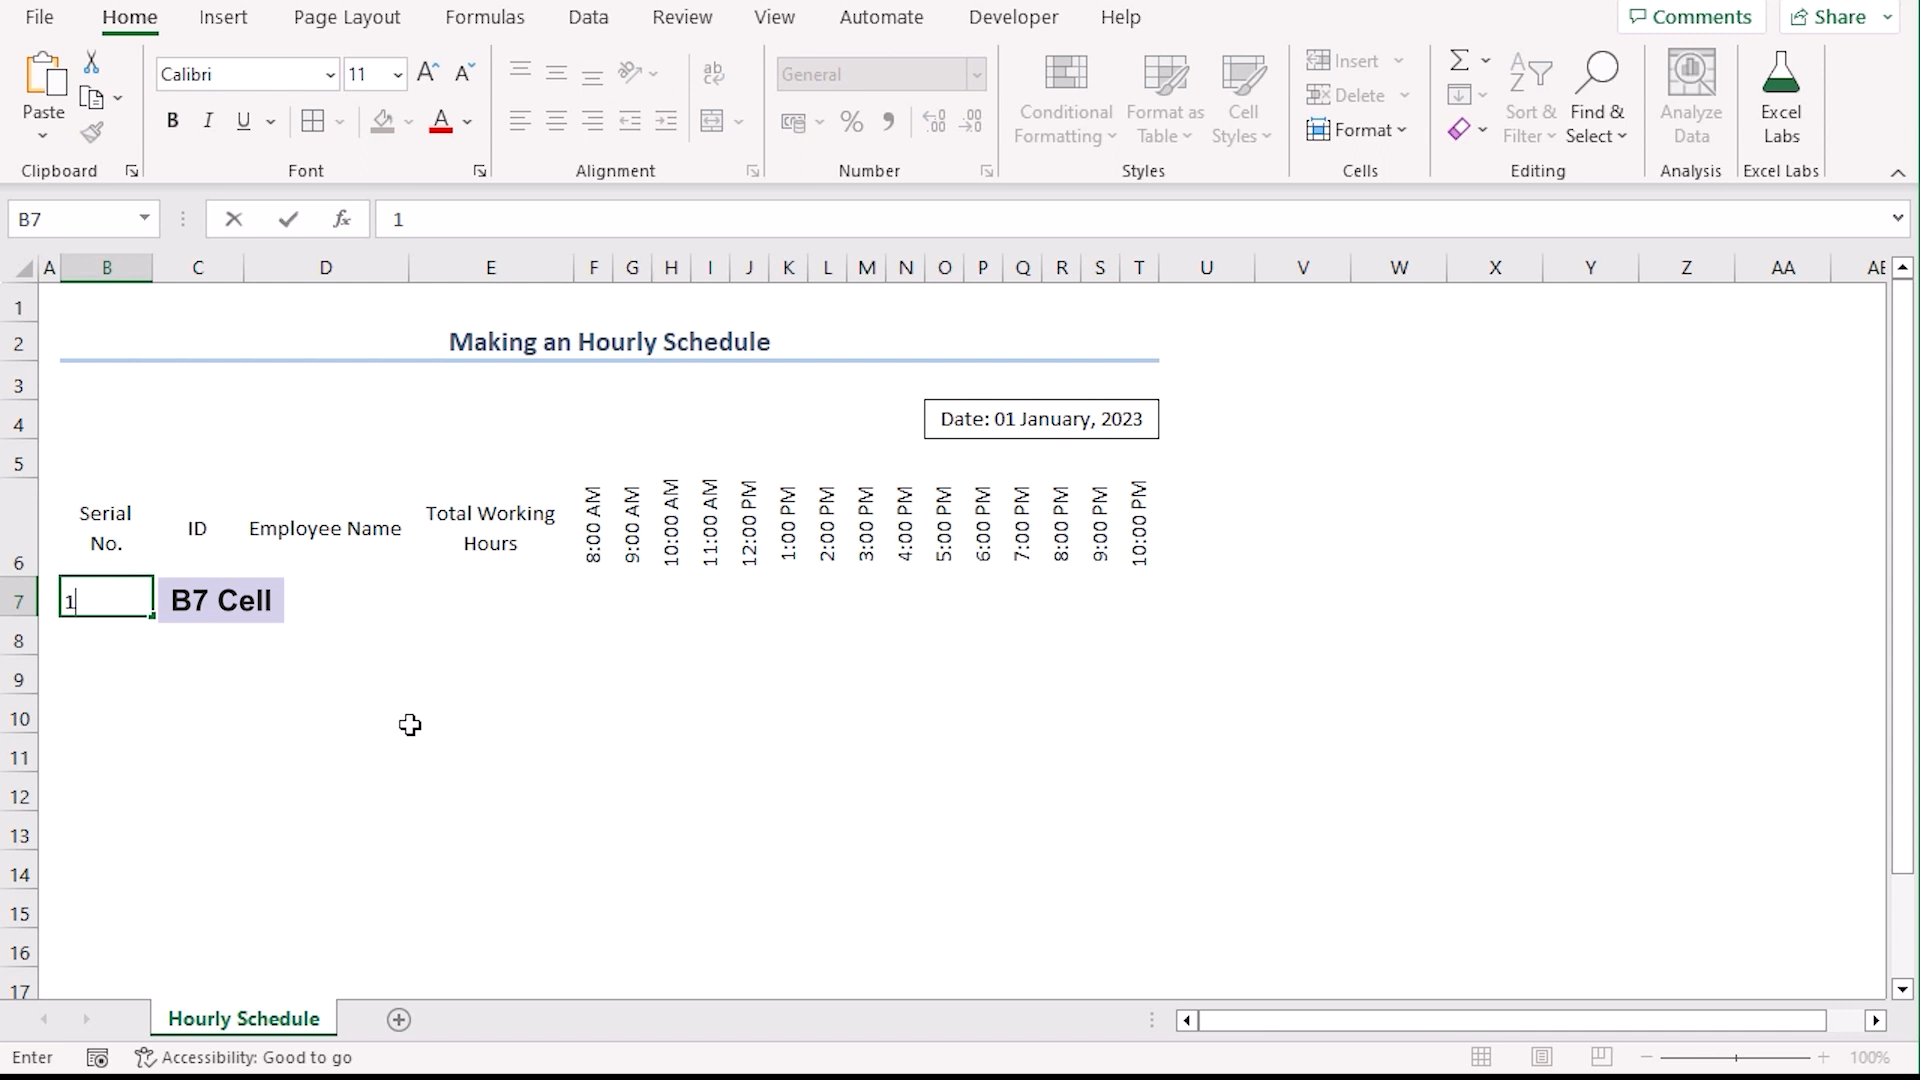 File Home Insert Page Layout Formulas Data Review View Automate Developer Help Comments Share
Paste
Clipboard
Calibri 11
B I U A
Font
ab
Alignment
General
% 9 .00
Number
Conditional Formatting
Format as Table
Cell Styles
Styles
Insert
Delete
Format
Cells
Sort & Filter
Find & Select
Editing
Analyze Data
Analysis
Excel Labs
Excel Labs
B7 fx 1
A B C D E F G H I J K L M N O P Q R S T U V W X Y Z AA AE
1
2 Making an Hourly Schedule
3
4 Date: 01 January, 2023
5
6 Serial No. ID Employee Name Total Working Hours 8:00 AM 9:00 AM 10:00 AM 11:00 AM 12:00 PM 1:00 PM 2:00 PM 3:00 PM 4:00 PM 5:00 PM 6:00 PM 7:00 PM 8:00 PM 9:00 PM 10:00 PM
7 1 B7 Cell
8
9
10
11
12
13
14
15
16
17
Hourly Schedule
Enter Accessibility: Good to go 100%